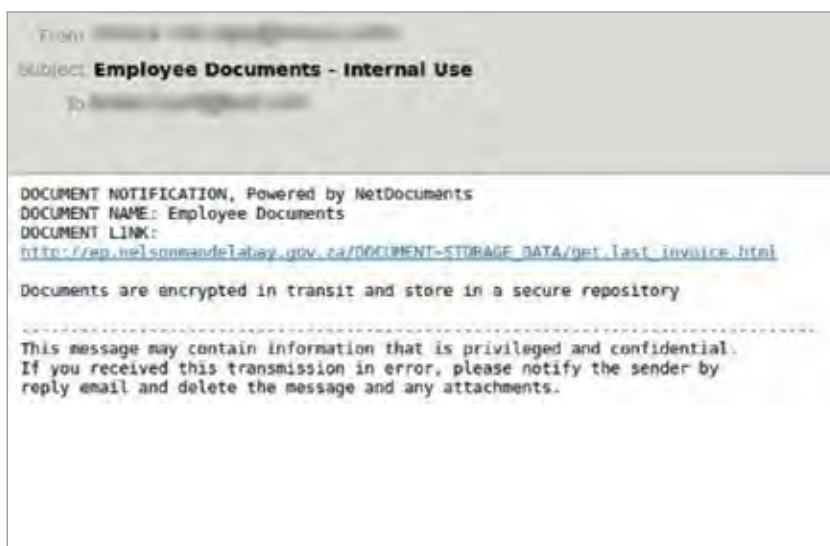 From:
Subject: Employee Documents - Internal Use
To
DOCUMENT NOTIFICATION, Powered by NetDocuments
DOCUMENT NAME: Employee Documents
DOCUMENT LINK:
http://ep.nelsonmandelabay.gov.za/DOCUMENT-STORAGE_DATA/get.last_invoice.html
Documents are encrypted in transit and store in a secure repository
This message may contain information that is privileged and confidential.
If you received this transmission in error, please notify the sender by
reply email and delete the message and any attachments.